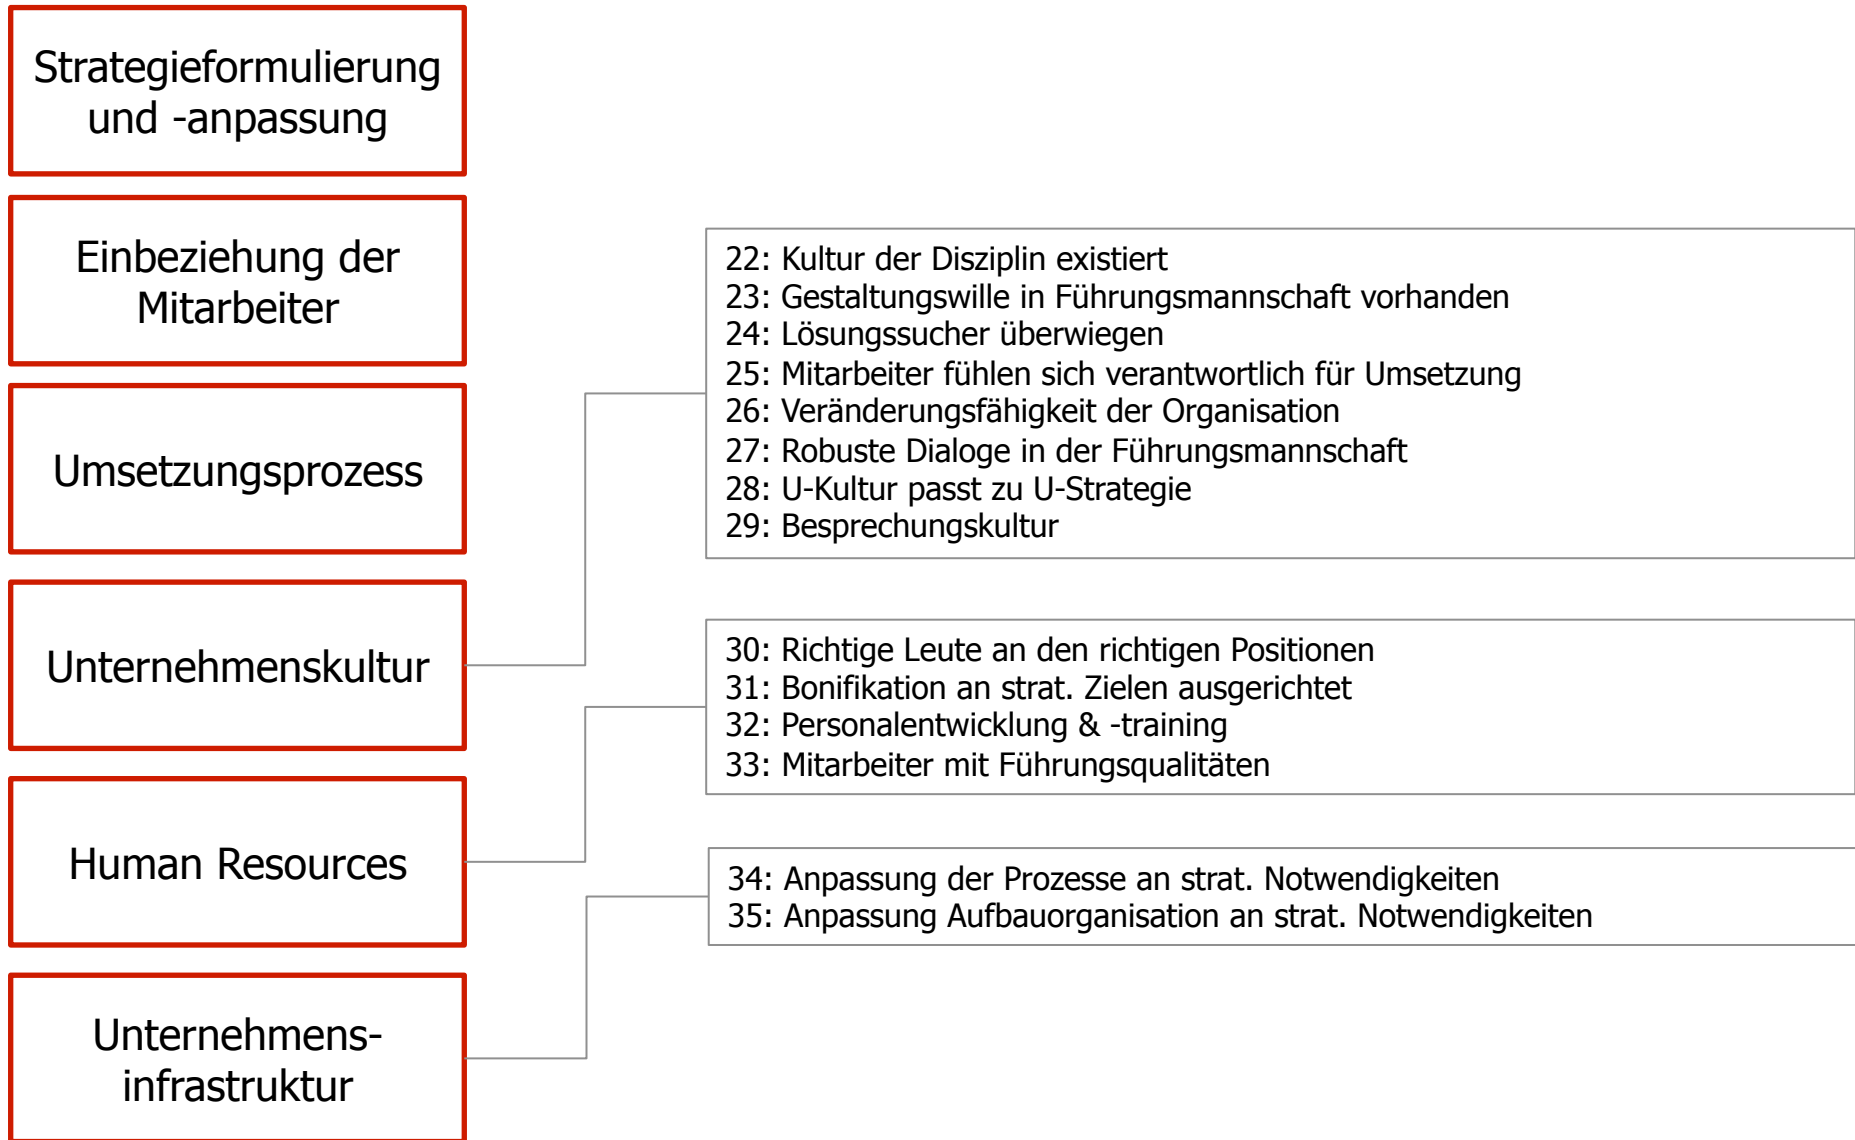 Strategieformulierung
und -anpassung
Einbeziehung der
Mitarbeiter
Umsetzungsprozess
Unternehmenskultur
Human Resources
Unternehmens-
infrastruktur
22: Kultur der Disziplin existiert
23: Gestaltungswille in Führungsmannschaft vorhanden
24: Lösungssucher überwiegen
25: Mitarbeiter fühlen sich verantwortlich für Umsetzung
26: Veränderungsfähigkeit der Organisation
27: Robuste Dialoge in der Führungsmannschaft
28: U-Kultur passt zu U-Strategie
29: Besprechungskultur
30: Richtige Leute an den richtigen Positionen
31: Bonifikation an strat. Zielen ausgerichtet
32: Personalentwicklung & -training
33: Mitarbeiter mit Führungsqualitäten
34: Anpassung der Prozesse an strat. Notwendigkeiten
35: Anpassung Aufbauorganisation an strat. Notwendigkeiten